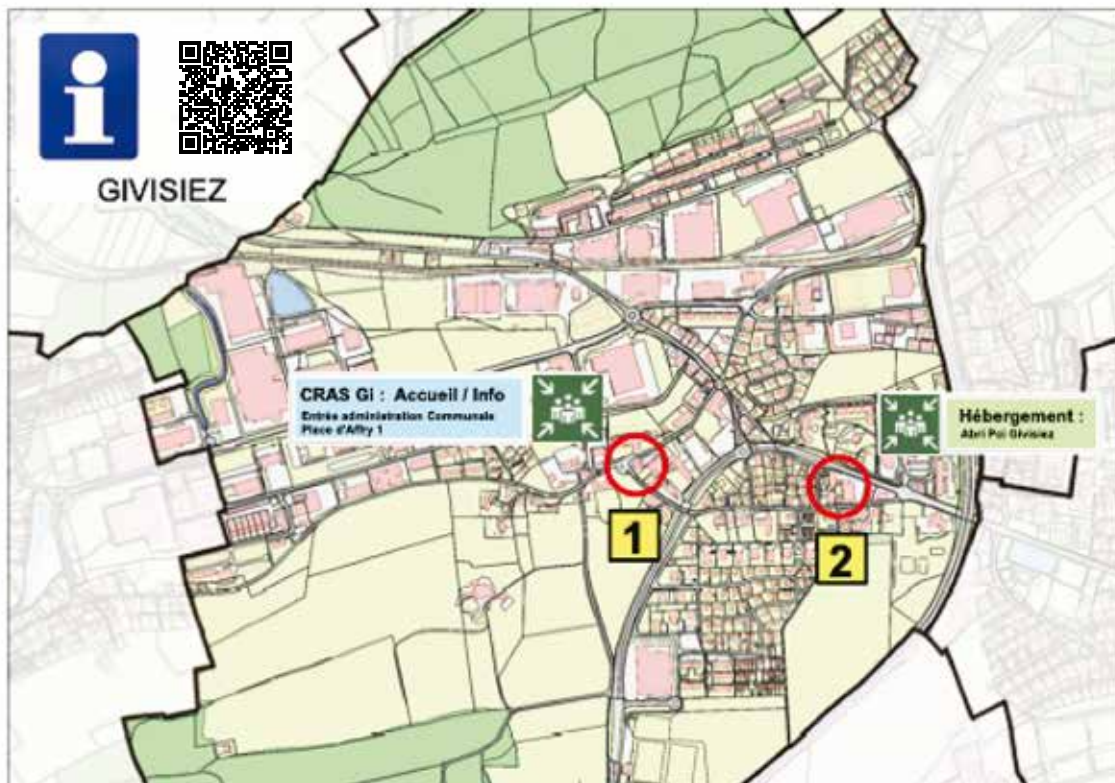 i
GIVISIEZ
CRAS Gi : Accueil / Info
Entrée administration Communale
Place d'Affry 1
Hébergement :
Abri Pci Givisiez
1
2